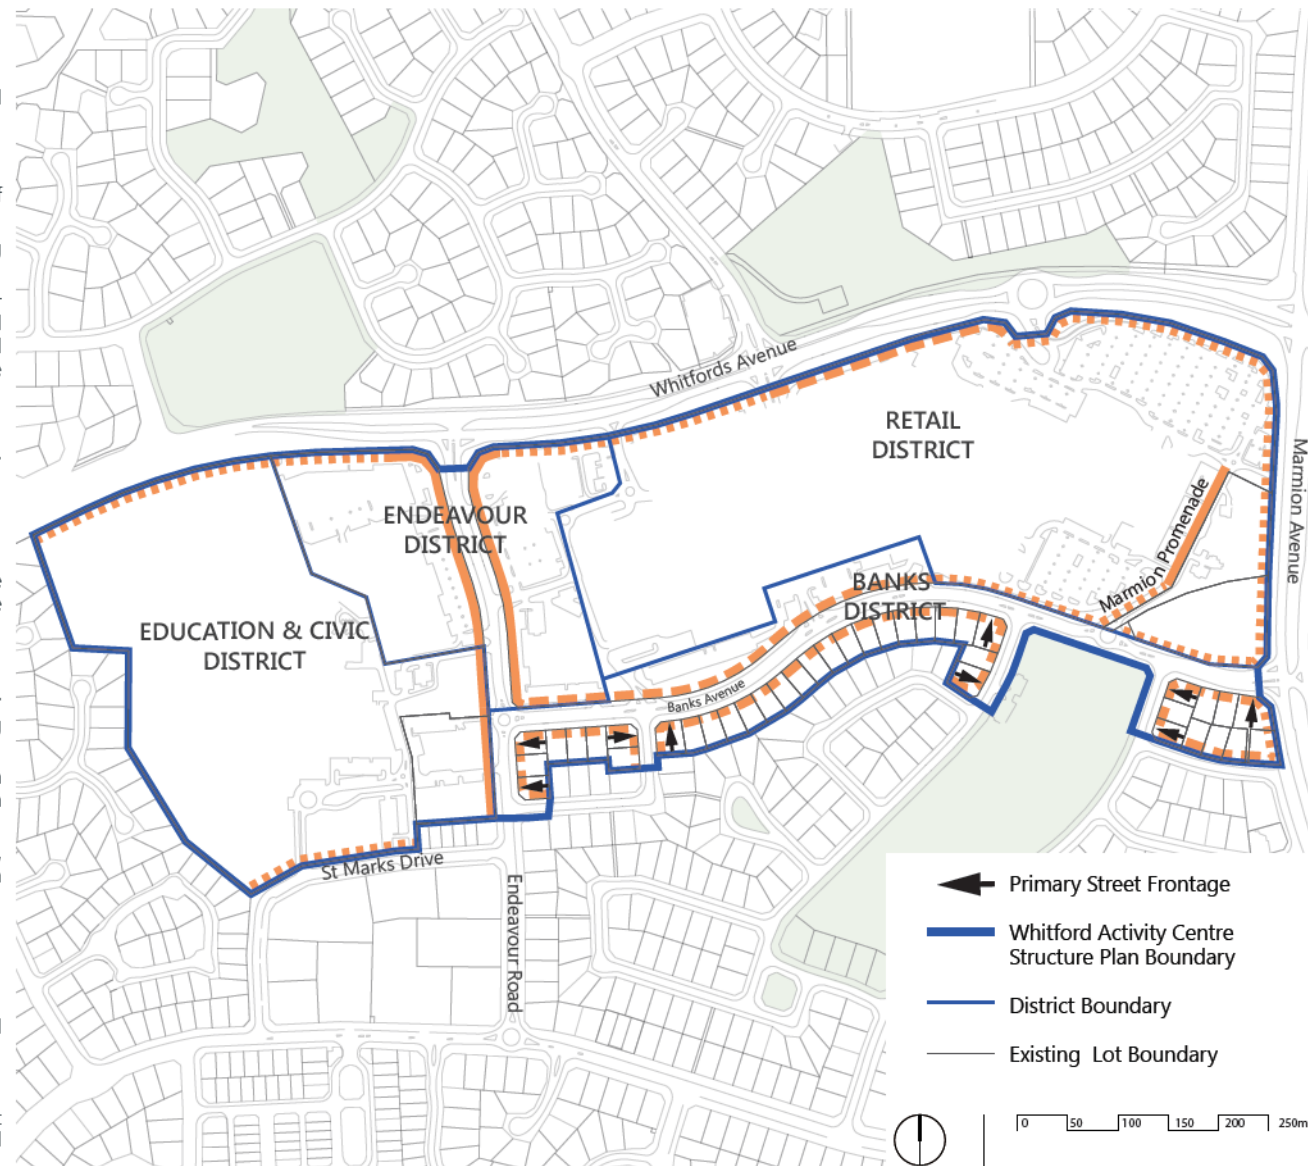 Whitfords Avenue
RETAIL
DISTRICT
Marmion Avenue
ENDEAVOUR
DISTRICT
Marmion Promenade
BANKS
DISTRICT
EDUCATION & CIVIC
DISTRICT
Banks Avenue
St Marks Drive
Endeavour Road
Primary Street Frontage
Whitford Activity Centre
Structure Plan Boundary
District Boundary
Existing Lot Boundary
0 50 100 150 200 250m